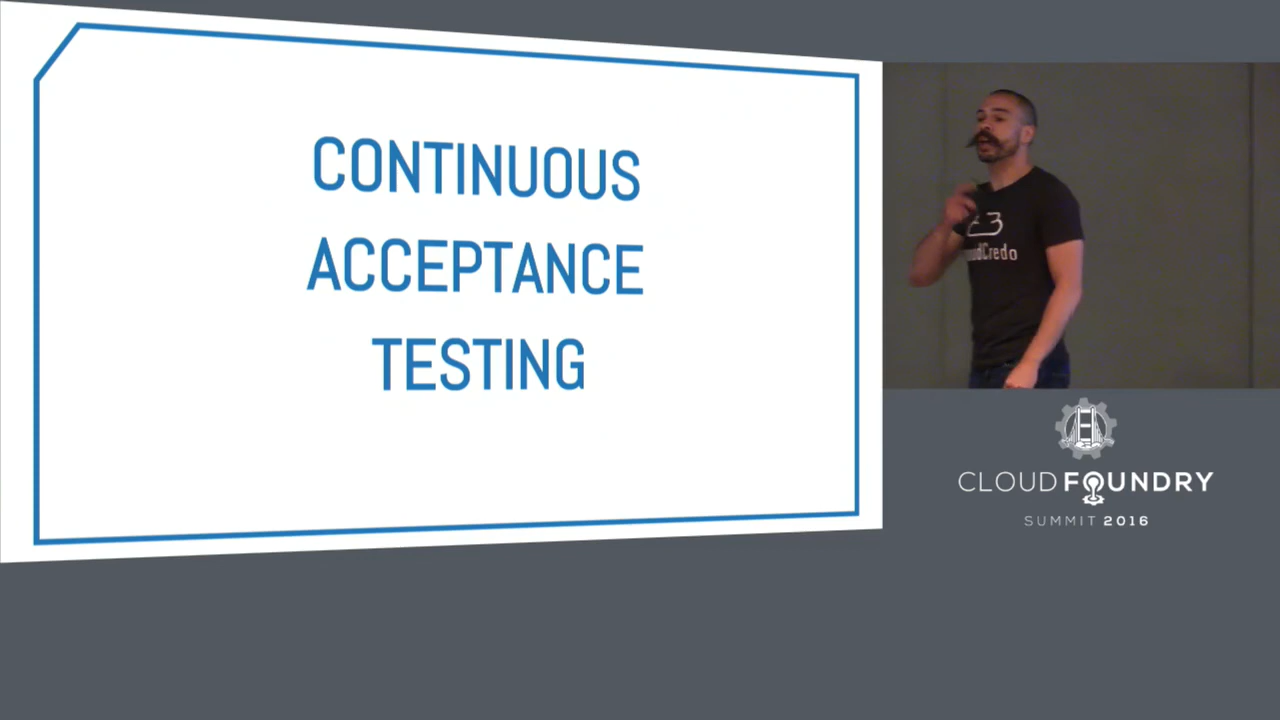 CONTINUOUS
ACCEPTANCE
TESTING
CLOUD FOUNDRY
SUMMIT 2016